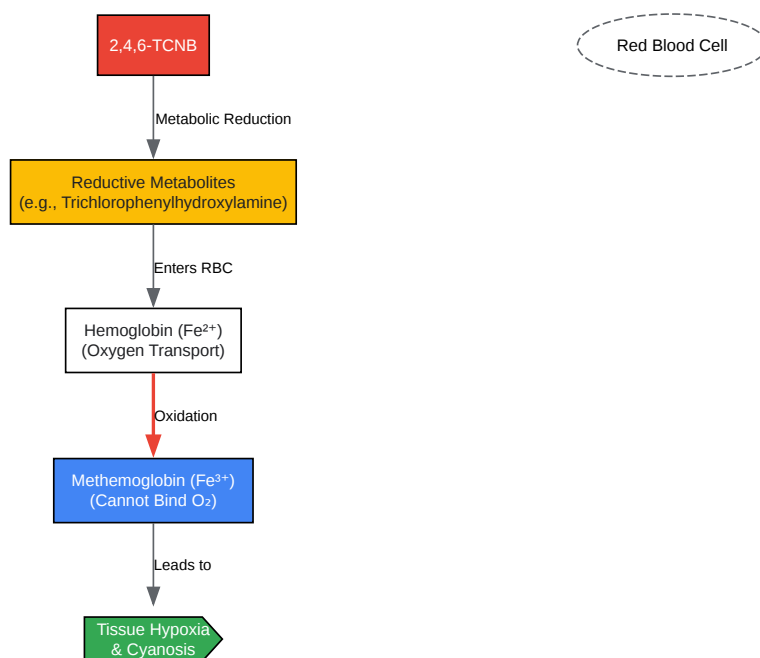 2,4,6-TCNB
Red Blood Cell
Metabolic Reduction
Reductive Metabolites
(e.g., Trichlorophenylhydroxylamine)
Enters RBC
Hemoglobin (Fe²⁺)
(Oxygen Transport)
Oxidation
Methemoglobin (Fe³⁺)
(Cannot Bind O₂)
Leads to
Tissue Hypoxia
& Cyanosis